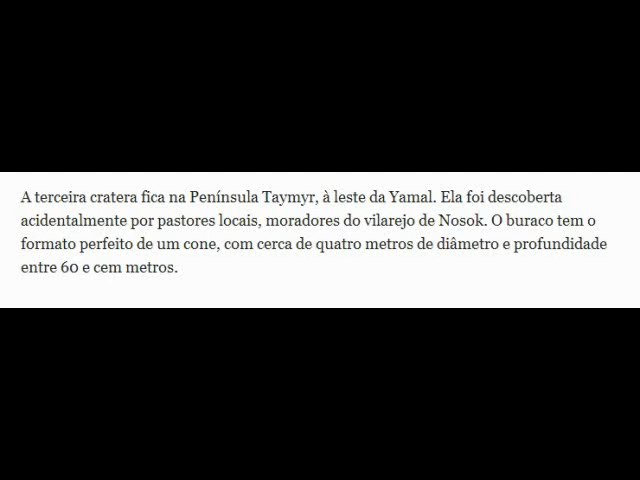 A terceira cratera fica na Península Taymyr, à leste da Yamal. Ela foi descoberta
acidentalmente por pastores locais, moradores do vilarejo de Nosok. O buraco tem o
formato perfeito de um cone, com cerca de quatro metros de diâmetro e profundidade
entre 60 e cem metros.